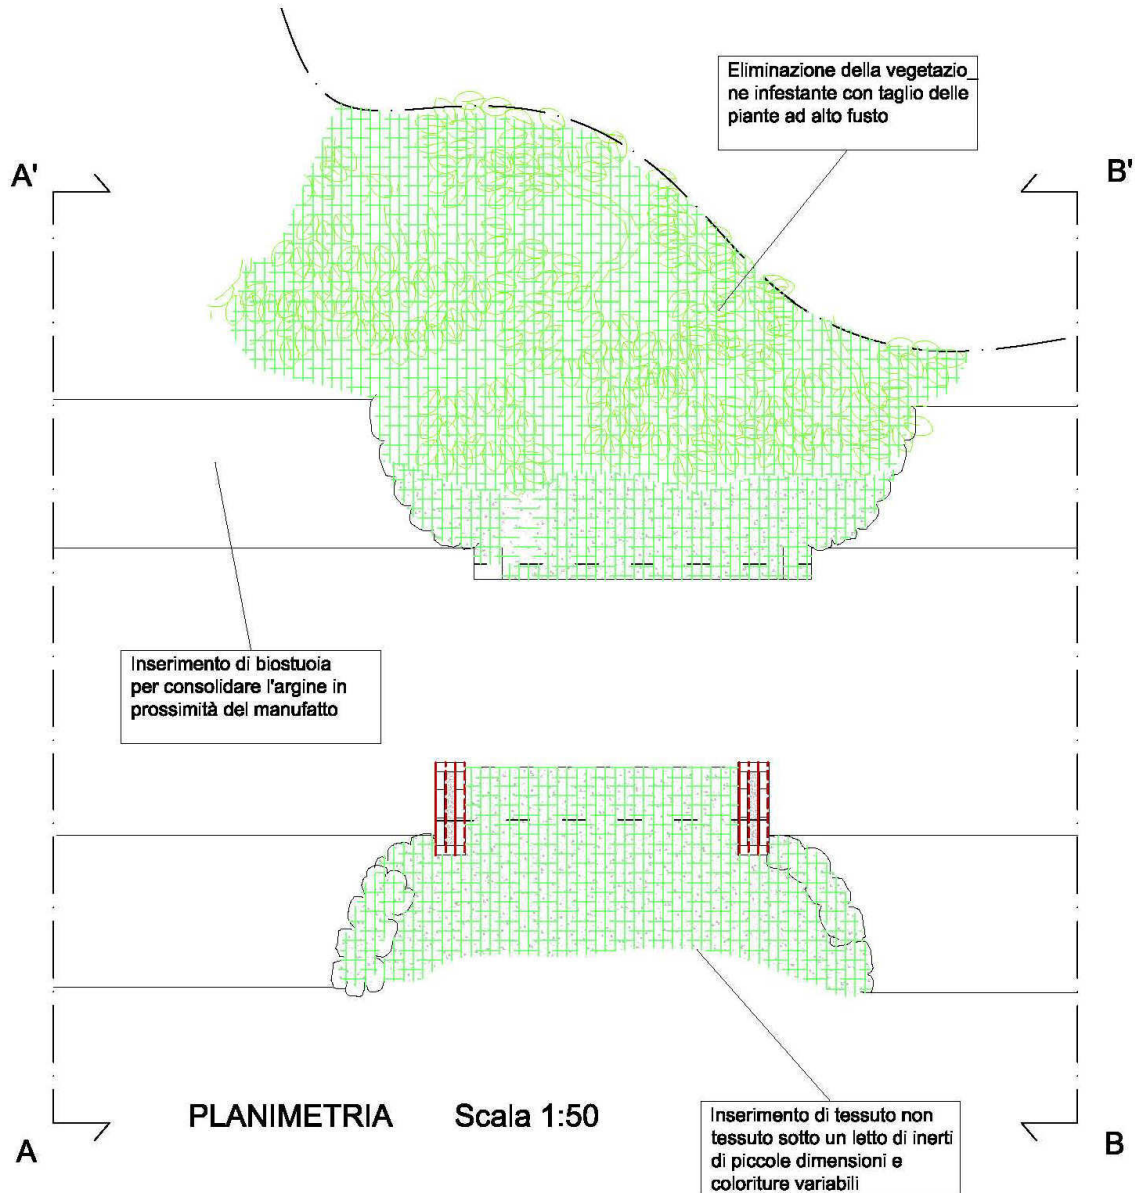 Eliminazione della vegetazio_
ne infestante con taglio delle
piante ad alto fusto
A'
B'
Inserimento di biostuoia
per consolidare l'argine in
prossimità del manufatto
PLANIMETRIA Scala 1:50
Inserimento di tessuto non
tessuto sotto un letto di inerti
di piccole dimensioni e
coloriture variabili
A
B